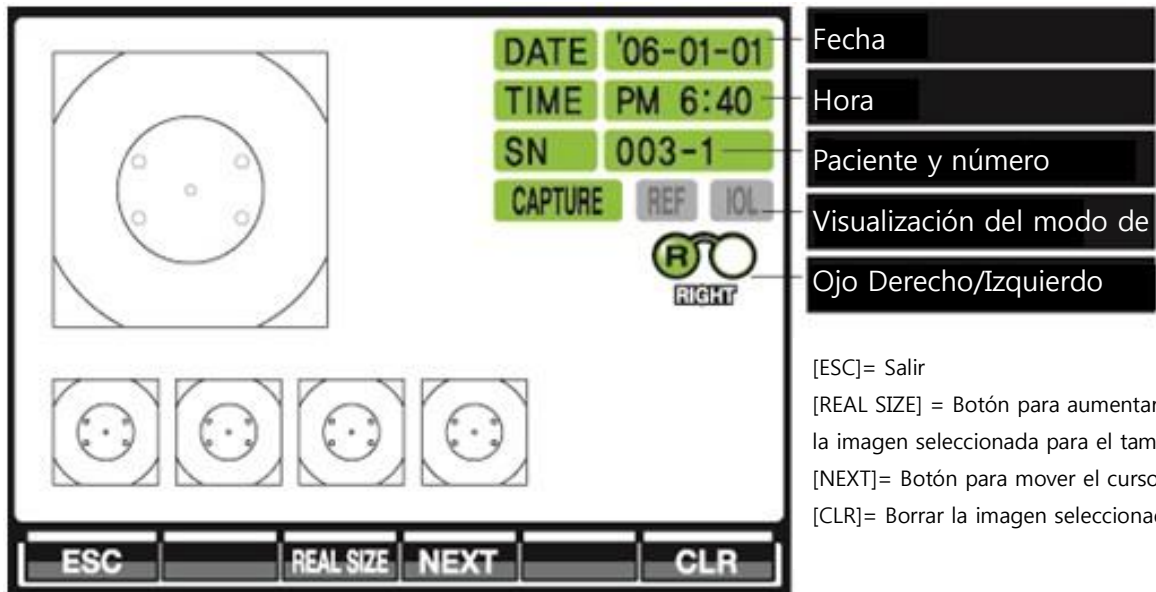 DATE '06-01-01 Fecha
TIME PM 6:40 Hora
SN 003-1 Paciente y número
CAPTURE REF IOL Visualización del modo de
R
RIGHT
Ojo Derecho/Izquierdo
[ESC]= Salir
[REAL SIZE] = Botón para aumentar
la imagen seleccionada para el tam
[NEXT]= Botón para mover el curso
[CLR]= Borrar la imagen seleccionad
ESC REAL SIZE NEXT CLR